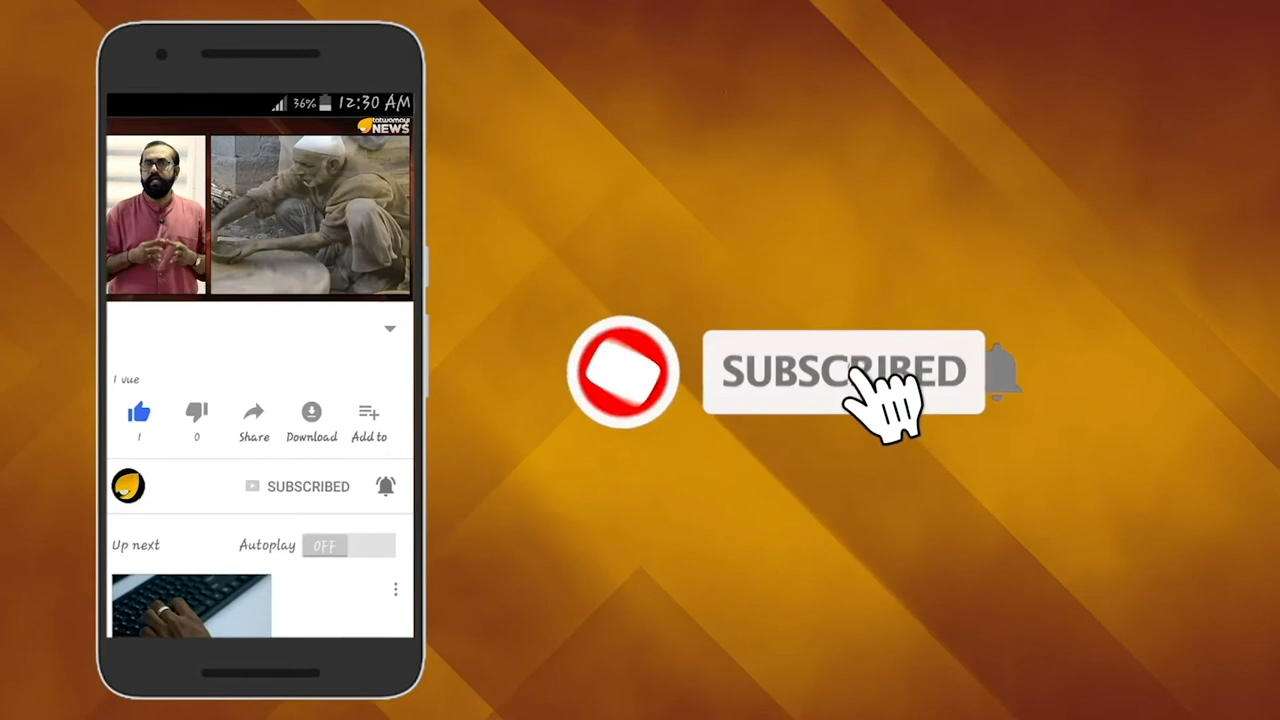 36% 12:30 AM
tatwamayi
NEWS
1 vue
1 0 Share Download Add to
SUBSCRIBED
Up next Autoplay OFF
SUBSCRIBED